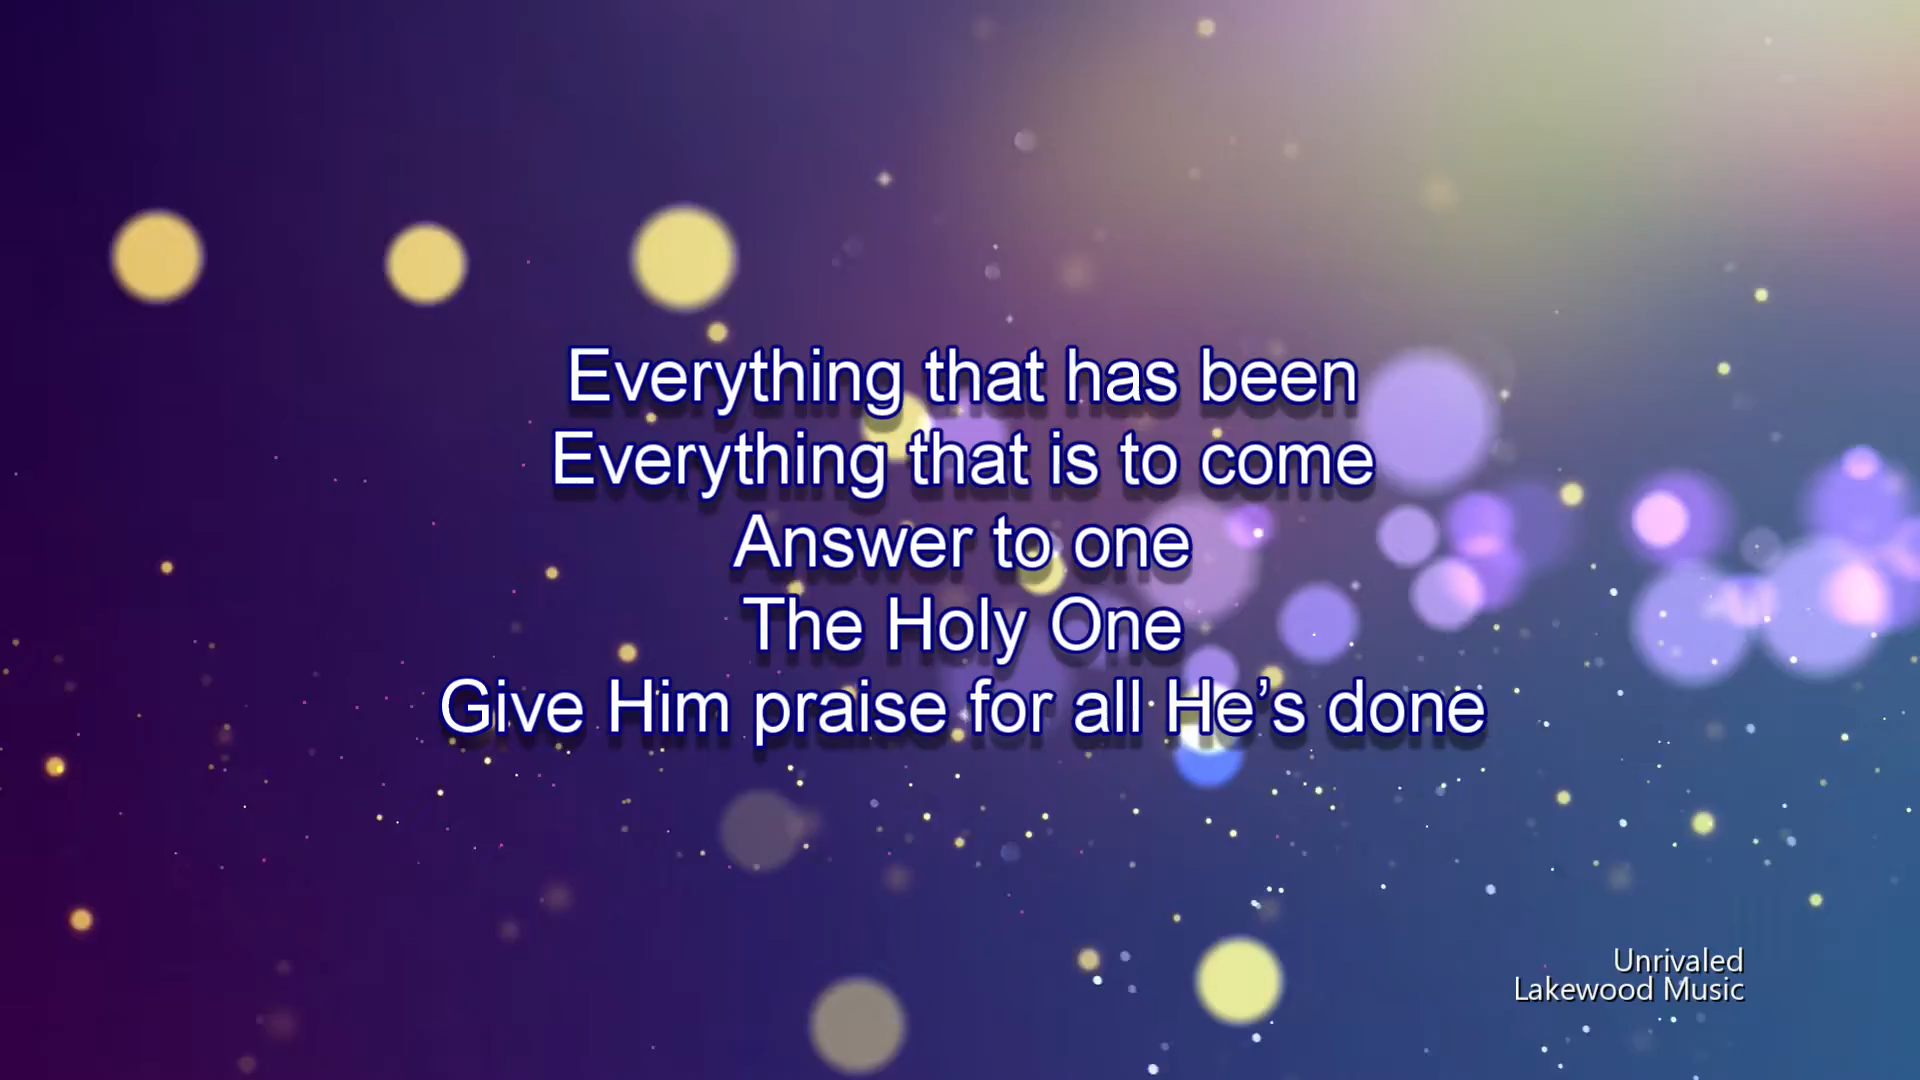 Everything that has been
Everything that is to come
Answer to one
The Holy One
Give Him praise for all He’s done
Unrivaled
Lakewood Music